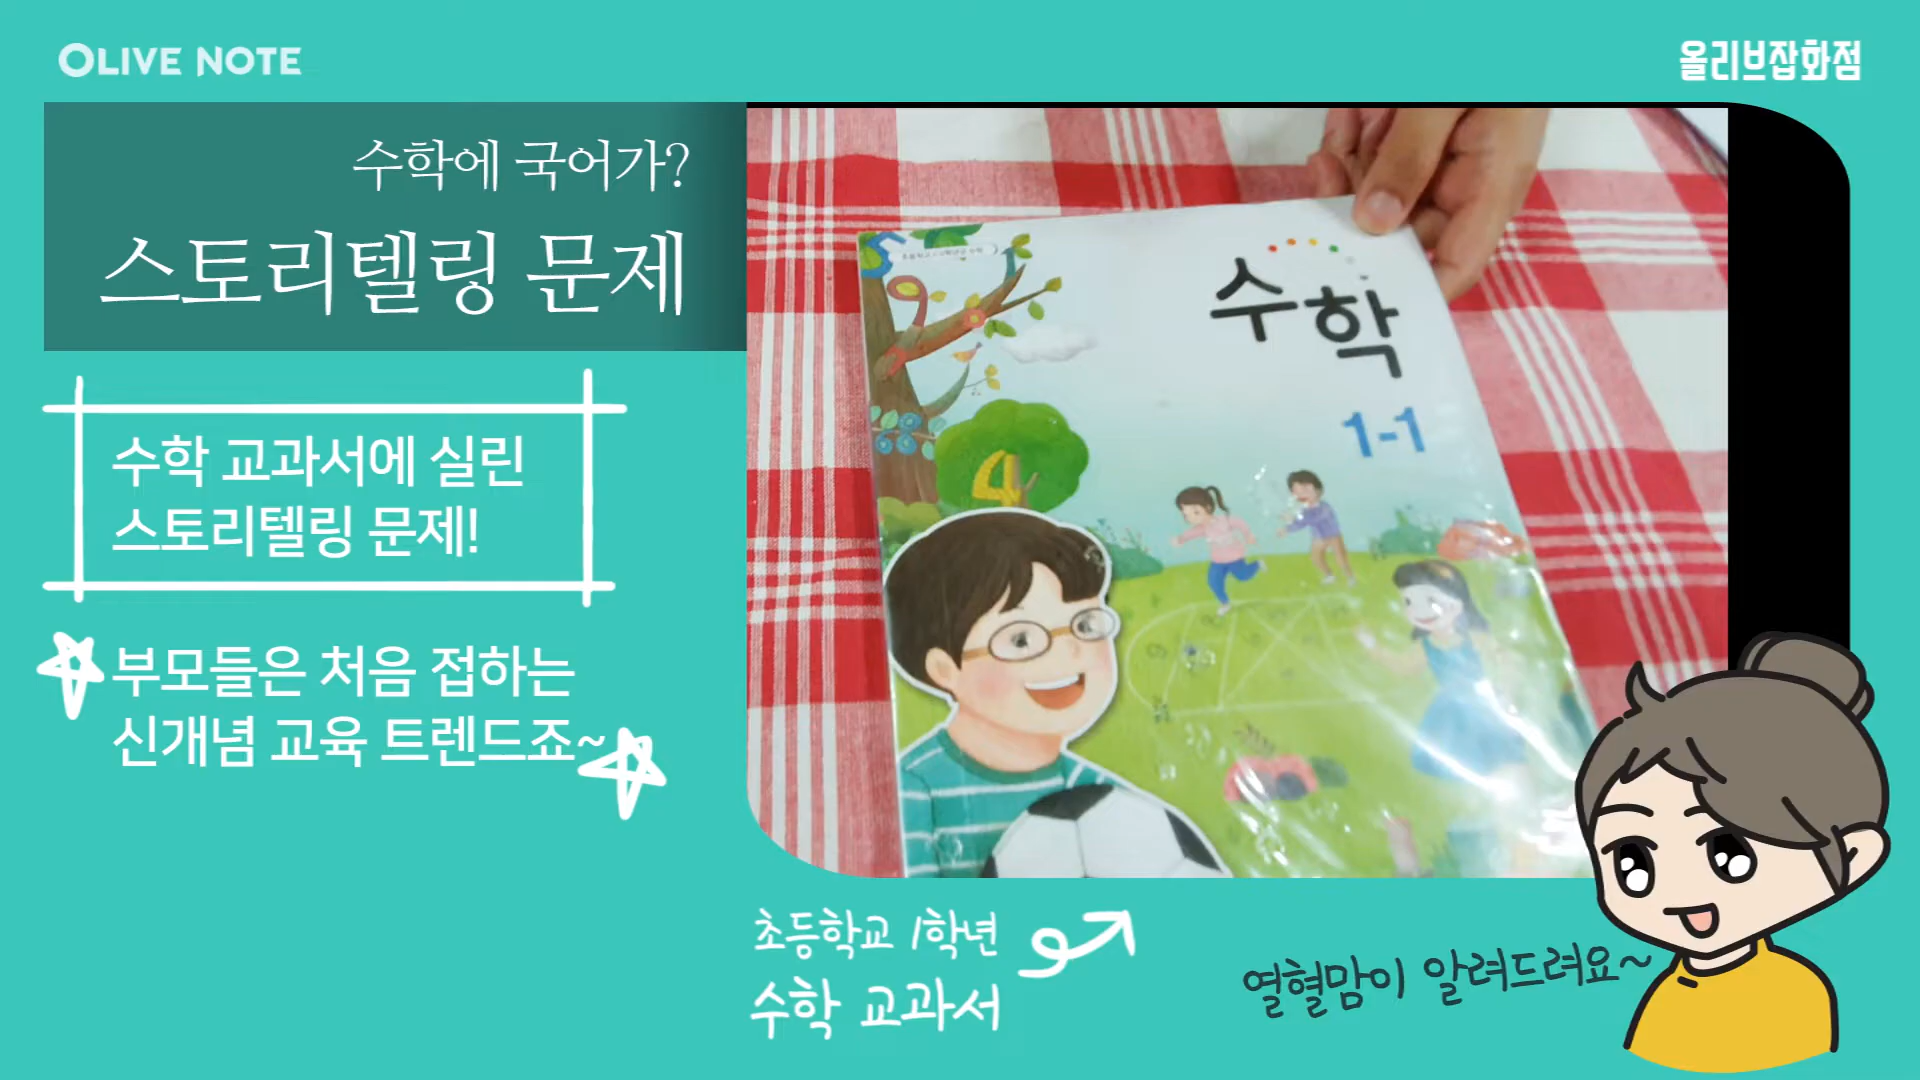 OLIVE NOTE
올리브잡화점
수학에 국어가?
스토리텔링 문제
수학 교과서에 실린
스토리텔링 문제!
부모들은 처음 접하는
신개념 교육 트렌드죠~
수학
1-1
4
초등학교 1학년
수학 교과서
열혈맘이 알려드려요~